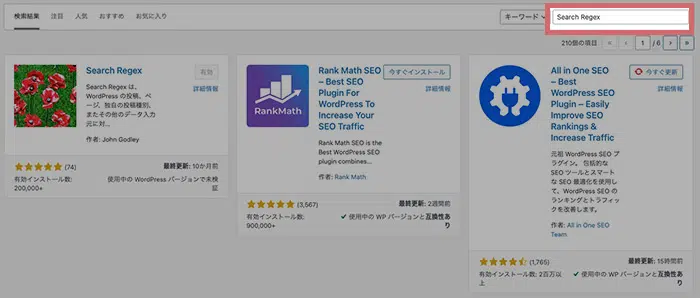 検索結果 注目 人気 おすすめ お気に入り
キーワード
Search Regex
210個の項目 « ‹ 1 / 6 › »
Search Regex
有効
詳細情報
Search Regex は、
WordPress の投稿、ペー
ジ、独自の投稿種別、
またその他のデータ入力
元に対...
作者: John Godley
(74)
最終更新: 10か月前
有効インストール数:
200,000+
使用中の WordPress バージョンで未検
証
Rank Math SEO
– Best SEO
Plugin For
WordPress To
Increase Your
SEO Traffic
今すぐインストール
詳細情報
RankMath
Rank Math SEO is the
Best WordPress SEO
plugin combines...
作者: Rank Math
(3,567)
最終更新: 2週間前
有効インストール数:
900,000+
✔ 使用中の WP バージョンと互換性あ
り
All in One SEO
– Best
WordPress SEO
Plugin – Easily
Improve SEO
Rankings &
Increase Traffic
今すぐ更新
詳細情報
元祖 WordPress SEO プ
ラグイン。 包括的な
SEO ツールとスマート
な SEO 最適化を使用し
て、WordPress SEO の
ランキングとトラフィッ
クを改善します。
作者: All in One SEO
Team
(1,765)
最終更新: 15時間前
有効インストール数: 2百万以
上
✔ 使用中の WP バージョンと互換性あ
り